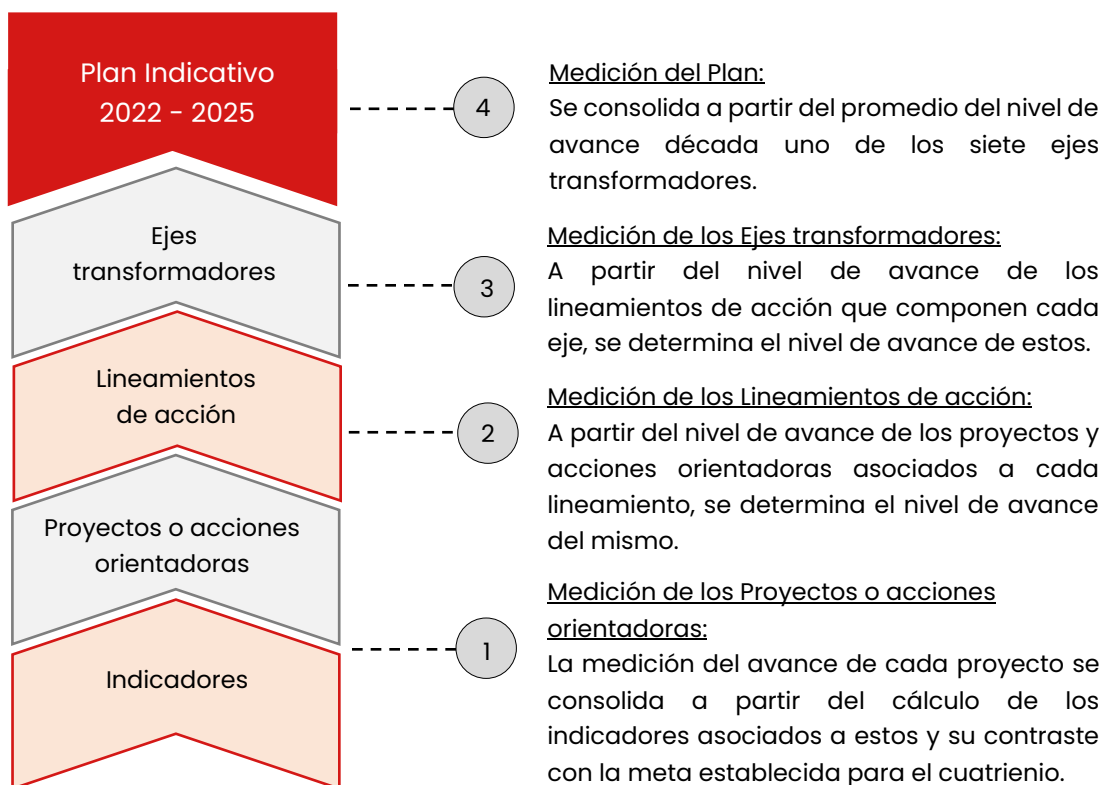 Plan Indicativo
2022 - 2025
4
Medición del Plan:
Se consolida a partir del promedio del nivel de
avance década uno de los siete ejes
transformadores.
Ejes
transformadores
3
Medición de los Ejes transformadores:
A partir del nivel de avance de los
lineamientos de acción que componen cada
eje, se determina el nivel de avance de estos.
Lineamientos
de acción
2
Medición de los Lineamientos de acción:
A partir del nivel de avance de los proyectos y
acciones orientadoras asociados a cada
lineamiento, se determina el nivel de avance
del mismo.
Proyectos o acciones
orientadoras
Indicadores
1
Medición de los Proyectos o acciones
orientadoras:
La medición del avance de cada proyecto se
consolida a partir del cálculo de los
indicadores asociados a estos y su contraste
con la meta establecida para el cuatrienio.